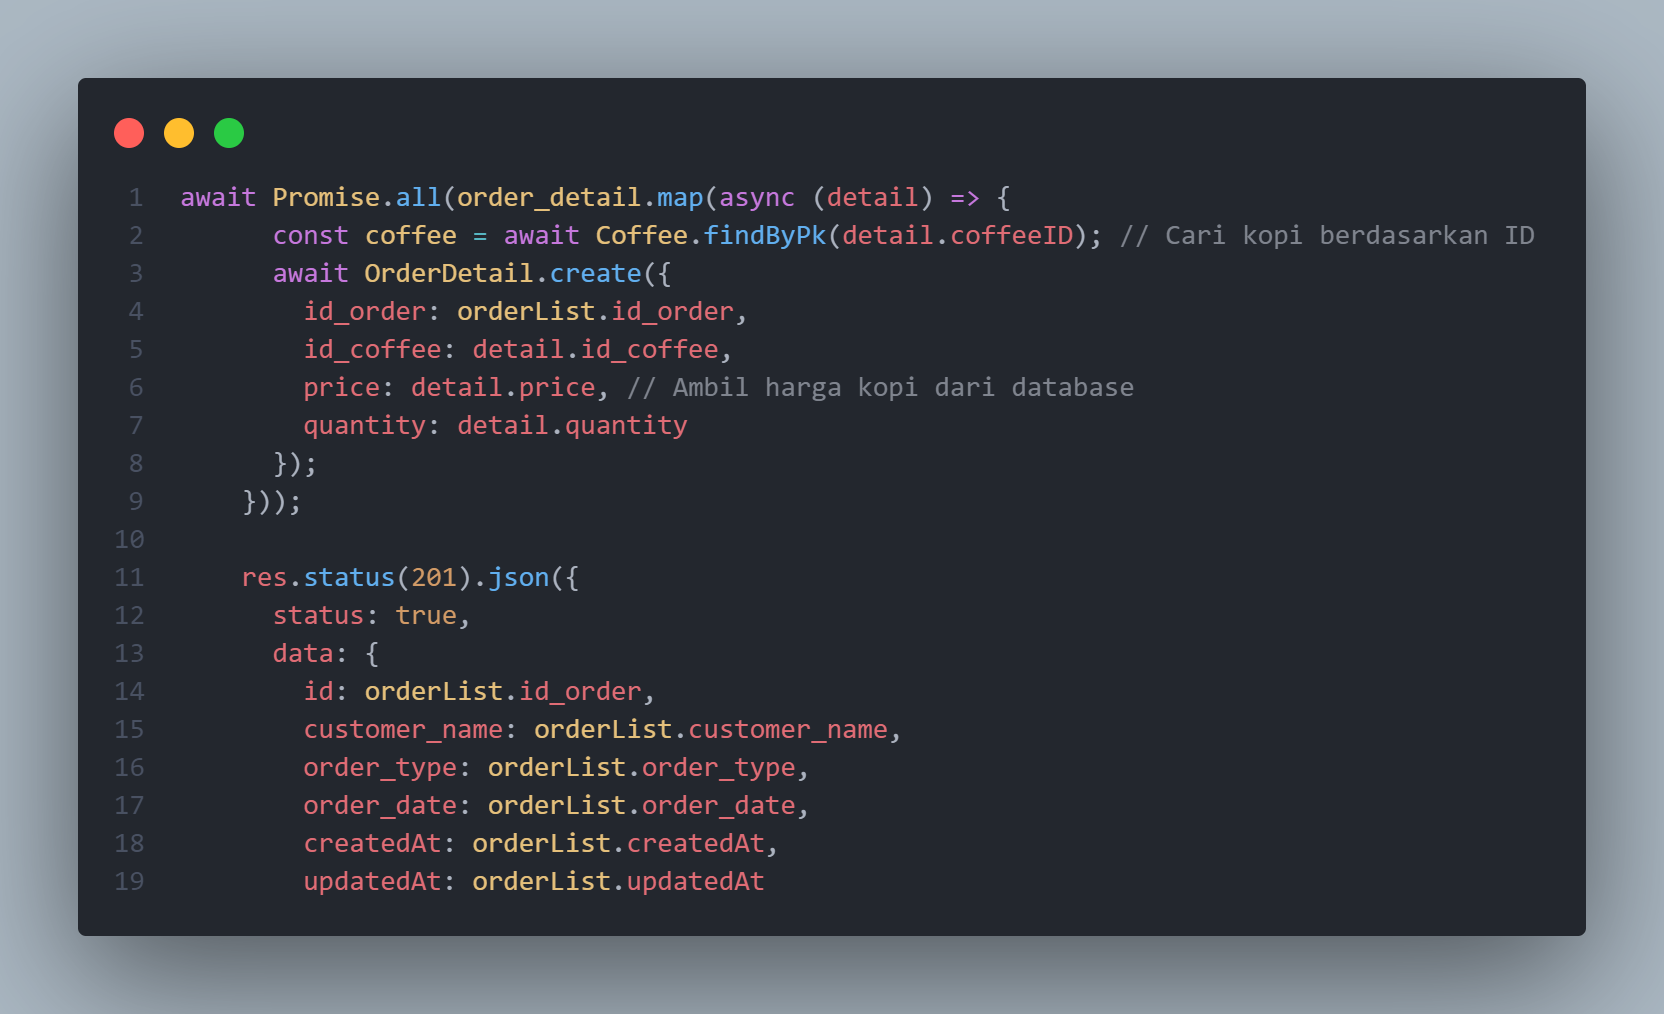 1 await Promise.all(order_detail.map(async (detail) => {
2 const coffee = await Coffee.findByPk(detail.coffeeID); // Cari kopi berdasarkan ID
3 await OrderDetail.create({
4 id_order: orderList.id_order,
5 id_coffee: detail.id_coffee,
6 price: detail.price, // Ambil harga kopi dari database
7 quantity: detail.quantity
8 });
9 }));
10
11 res.status(201).json({
12 status: true,
13 data: {
14 id: orderList.id_order,
15 customer_name: orderList.customer_name,
16 order_type: orderList.order_type,
17 order_date: orderList.order_date,
18 createdAt: orderList.createdAt,
19 updatedAt: orderList.updatedAt